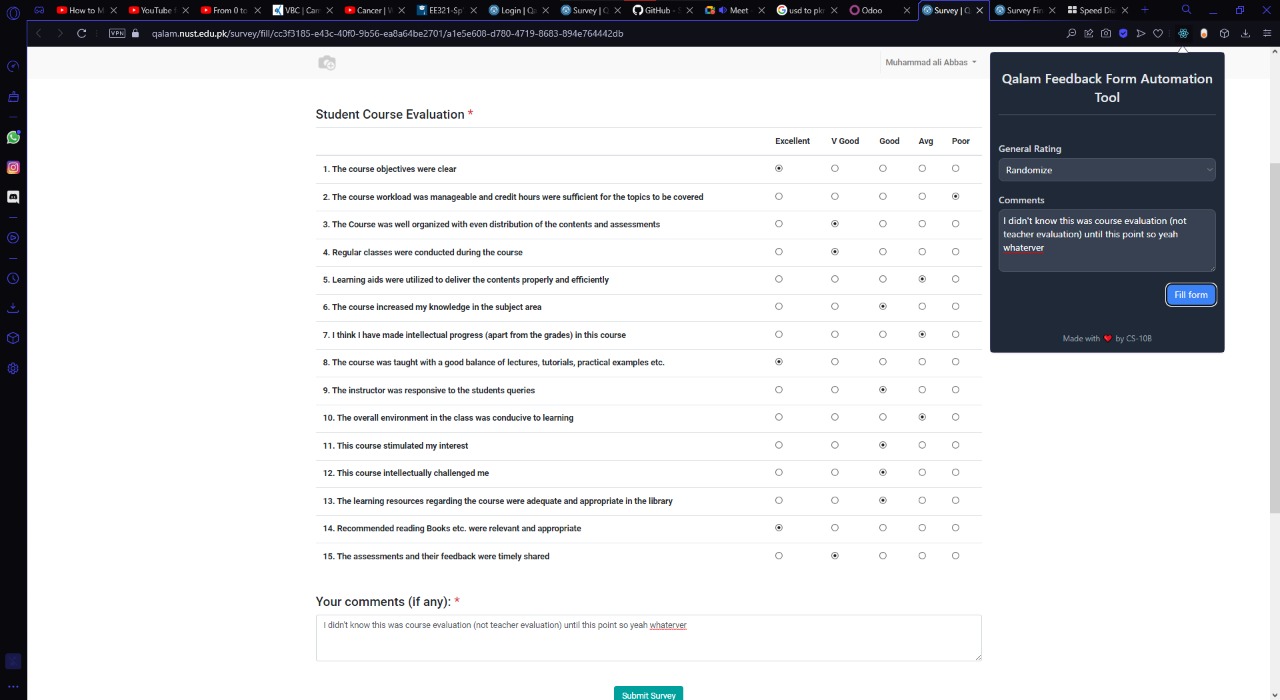 How to M
YouTube f
From 0 to
VBC | Can
Cancer | V
EE321-Sp
Login | Qa
Survey | Q
GitHub - E
Meet -
usd to pkr
Odoo
Survey | Q
Survey Fin
Speed Dia
VPN qalam.nust.edu.pk/survey/fill/cc3f3185-e43c-40f0-9b56-ea8a64be2701/a1e5e608-d780-4719-8683-894e764442db
Muhammad ali Abbas
Student Course Evaluation *
Excellent V Good Good Avg Poor
1. The course objectives were clear
2. The course workload was manageable and credit hours were sufficient for the topics to be covered
3. The Course was well organized with even distribution of the contents and assessments
4. Regular classes were conducted during the course
5. Learning aids were utilized to deliver the contents properly and efficiently
6. The course increased my knowledge in the subject area
7. I think I have made intellectual progress (apart from the grades) in this course
8. The course was taught with a good balance of lectures, tutorials, practical examples etc.
9. The instructor was responsive to the students queries
10. The overall environment in the class was conducive to learning
11. This course stimulated my interest
12. This course intellectually challenged me
13. The learning resources regarding the course were adequate and appropriate in the library
14. Recommended reading Books etc. were relevant and appropriate
15. The assessments and their feedback were timely shared
Your comments (if any): *
I didn't know this was course evaluation (not teacher evaluation) until this point so yeah whaterver
Submit Survey
Qalam Feedback Form Automation
Tool
General Rating
Randomize
Comments
I didn't know this was course evaluation (not
teacher evaluation) until this point so yeah
whaterver
Fill form
Made with ❤ by CS-10B